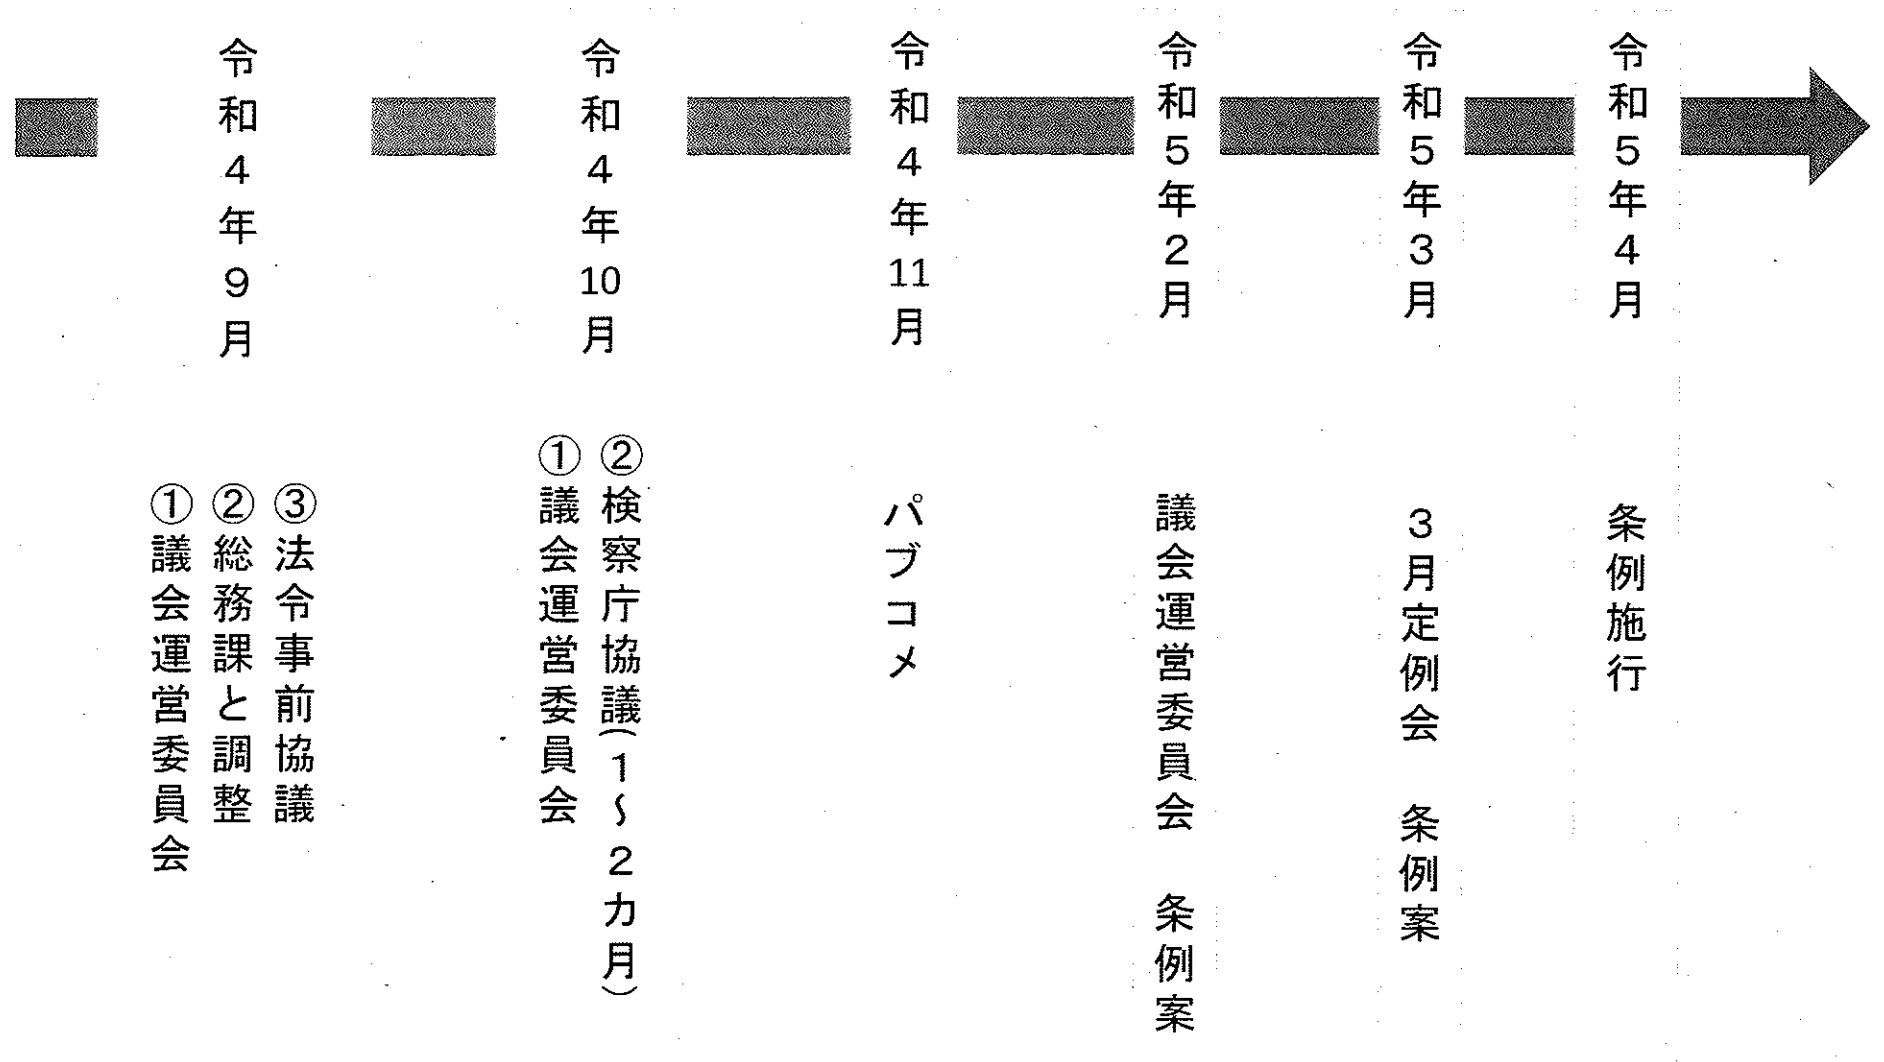 令和4年9月
①議会運営委員会
②総務課と調整
③法令事前協議
令和4年10月
①議会運営委員会
②検察庁協議(1～2カ月)
令和4年11月
パブコメ
令和5年2月
議会運営委員会　条例案
令和5年3月
3月定例会　条例案
令和5年4月
条例施行